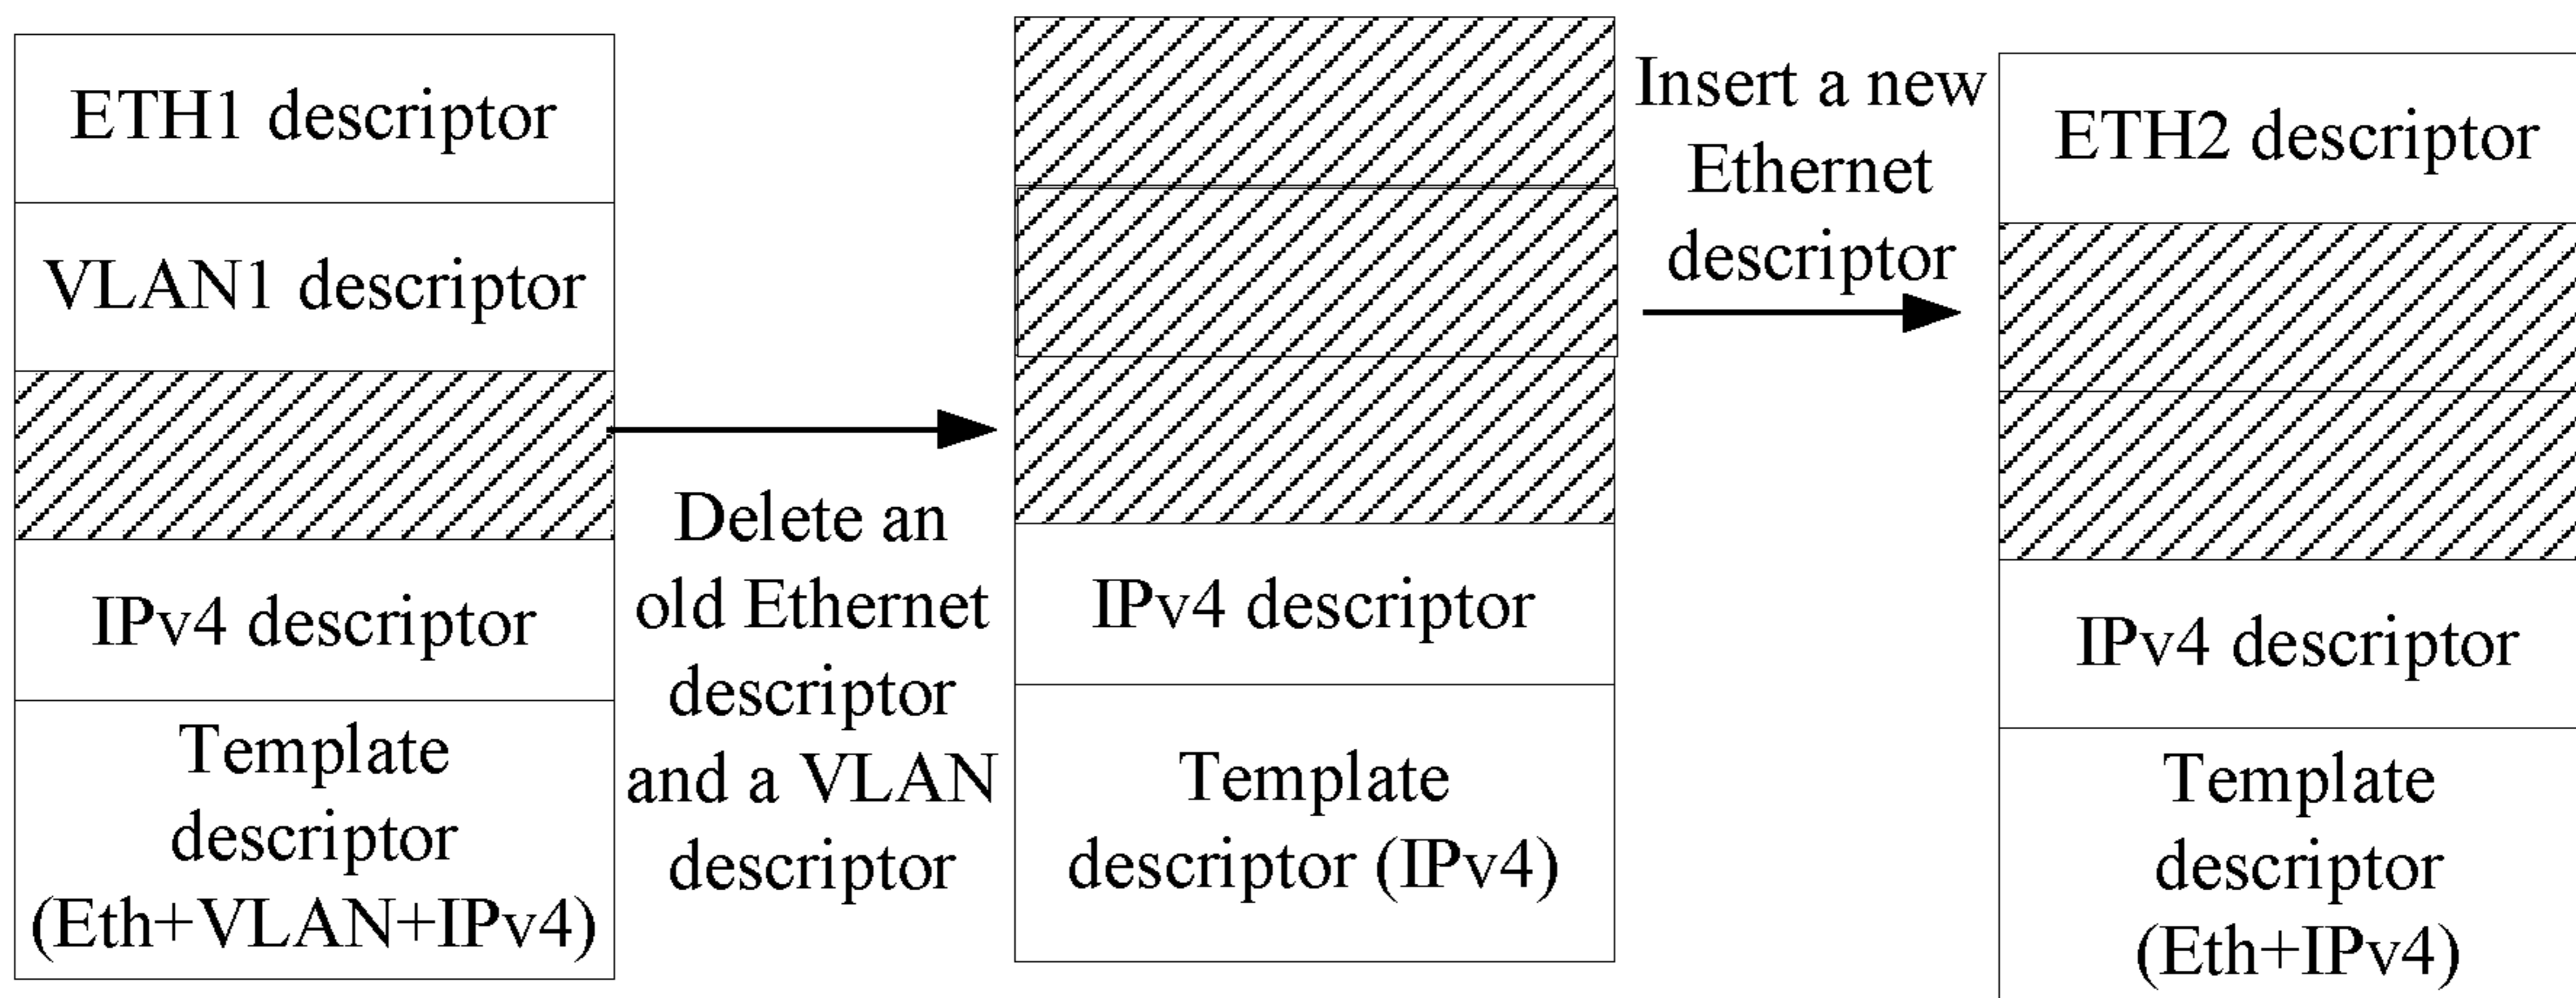 ETH1 descriptor
VLAN1 descriptor
IPv4 descriptor
Template
descriptor
(Eth+VLAN+IPv4)
Delete an
old Ethernet
descriptor
and a VLAN
descriptor
IPv4 descriptor
Template
descriptor (IPv4)
Insert a new
Ethernet
descriptor
ETH2 descriptor
IPv4 descriptor
Template
descriptor
(Eth+IPv4)